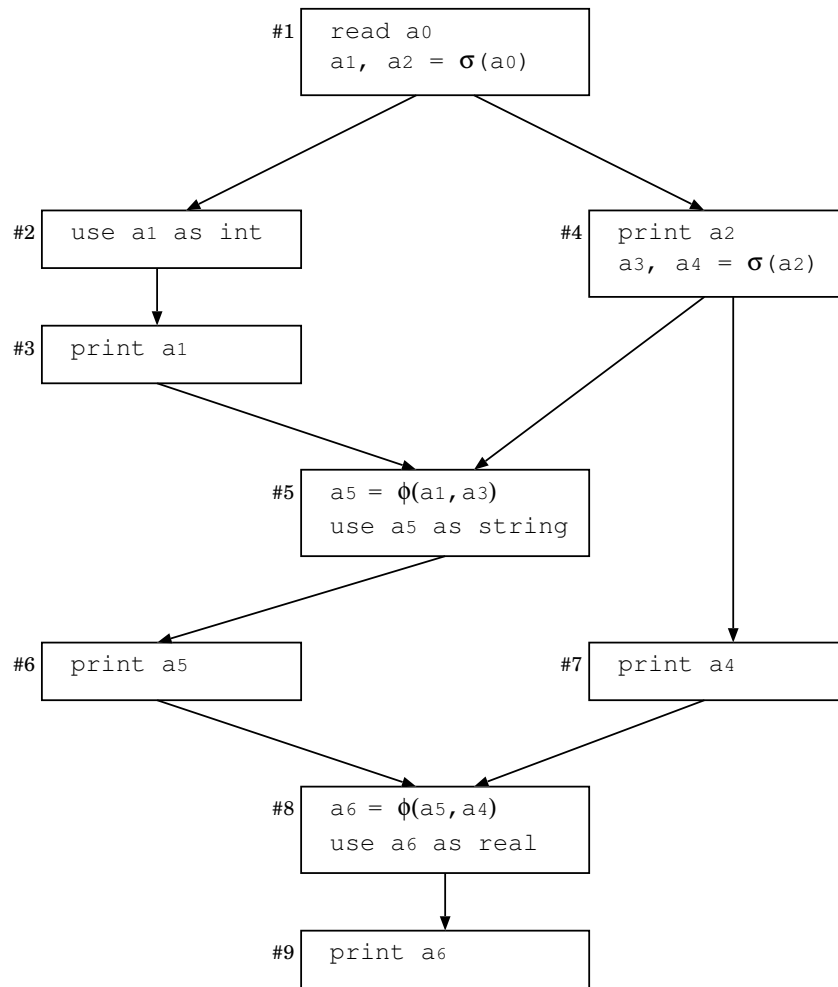 #1 read a0
a1, a2 = σ(a0)
#2 use a1 as int
#4 print a2
a3, a4 = σ(a2)
#3 print a1
#5 a5 = ϕ(a1,a3)
use a5 as string
#6 print a5
#7 print a4
#8 a6 = ϕ(a5,a4)
use a6 as real
#9 print a6